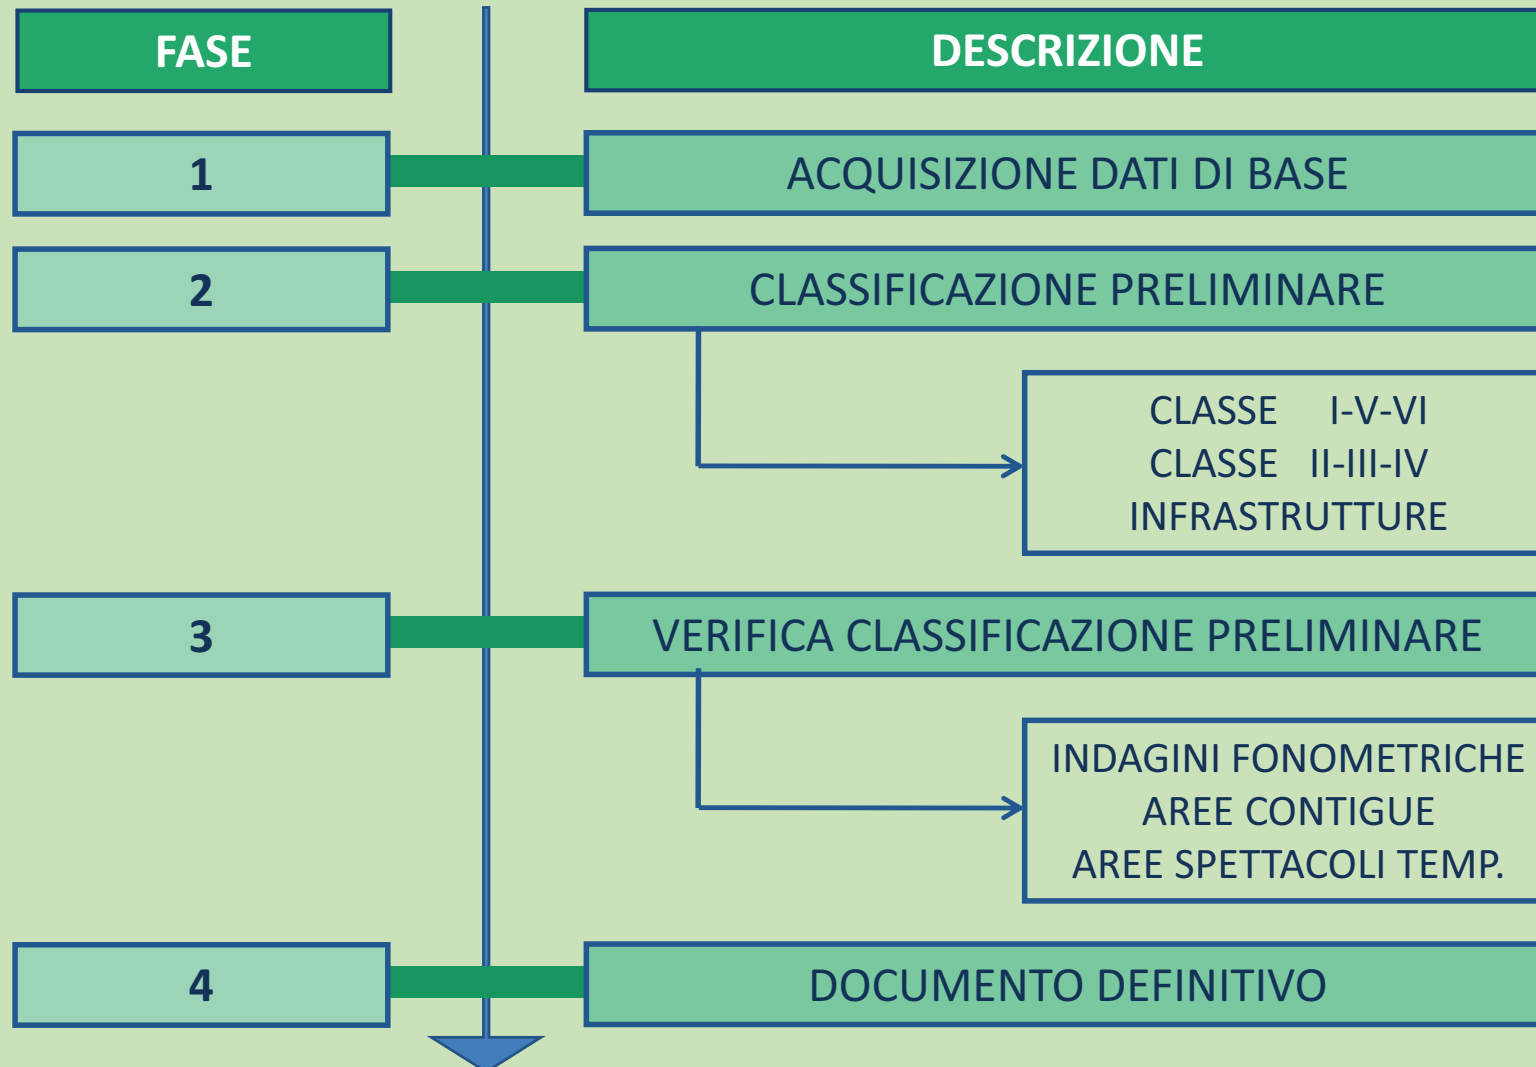 FASE
DESCRIZIONE
1
ACQUISIZIONE DATI DI BASE
2
CLASSIFICAZIONE PRELIMINARE
CLASSE I-V-VI
CLASSE II-III-IV
INFRASTRUTTURE
3
VERIFICA CLASSIFICAZIONE PRELIMINARE
INDAGINI FONOMETRICHE
AREE CONTIGUE
AREE SPETTACOLI TEMP.
4
DOCUMENTO DEFINITIVO